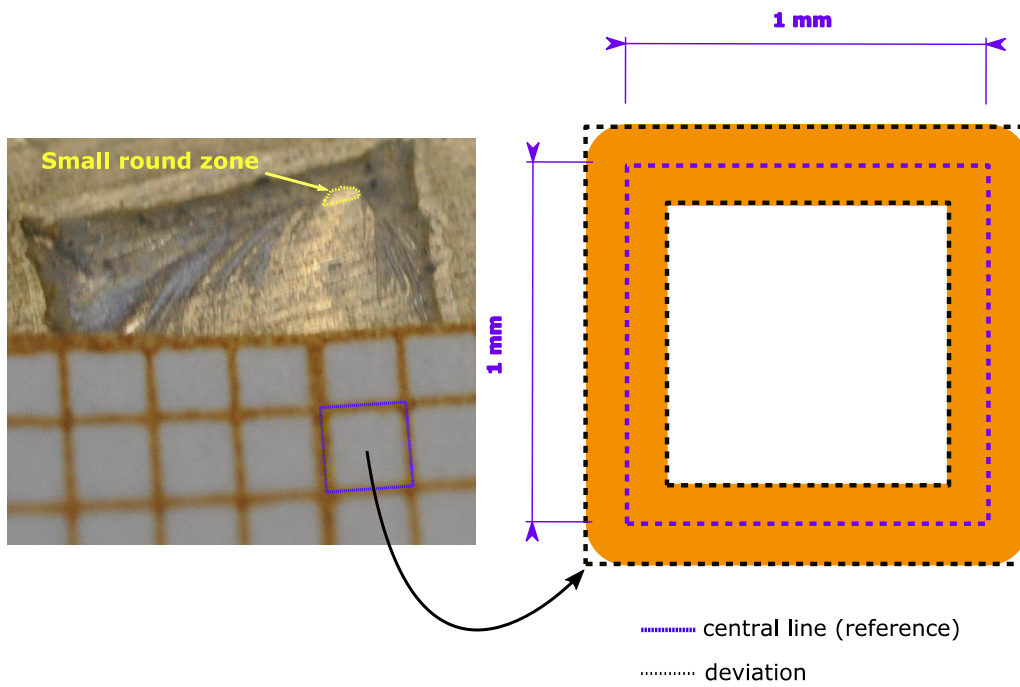 1 mm
Small round zone
1 mm
central line (reference)
deviation